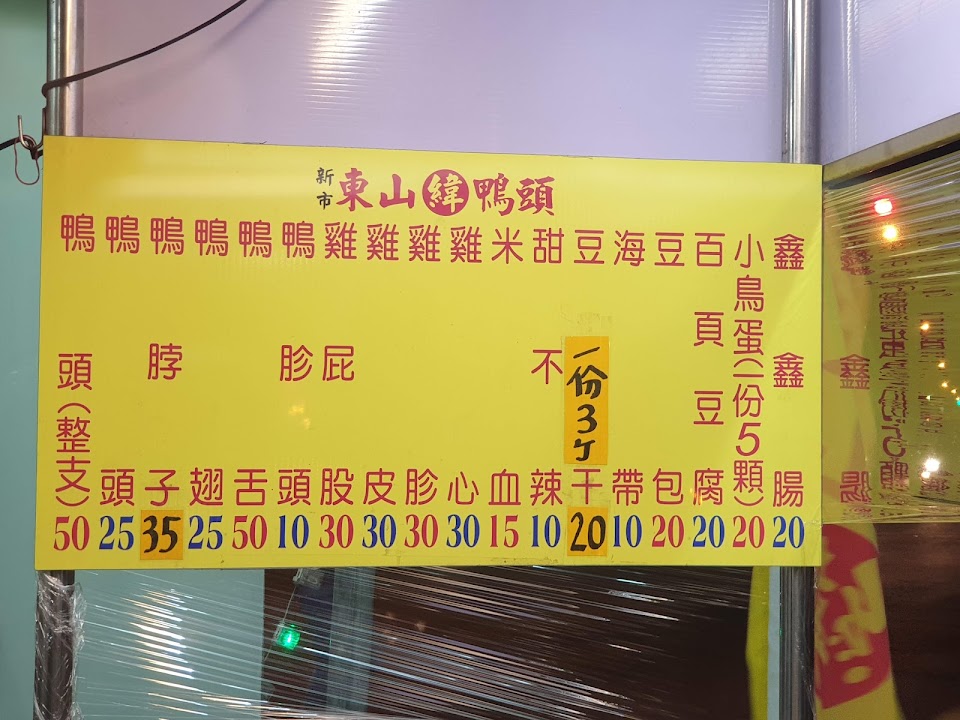 新市 東山緯鴨頭
鴨頭(整支) 50
鴨頭 25
鴨脖子 35
鴨翅 25
鴨舌 50
鴨胗頭 10
雞屁股 30
雞皮 30
雞胗 30
雞心 30
米血 15
甜不辣 10
豆一份3ケ干 20
海帶 10
豆包 20
百頁豆腐 20
小鳥蛋(一份5顆) 20
鑫鑫腸 20